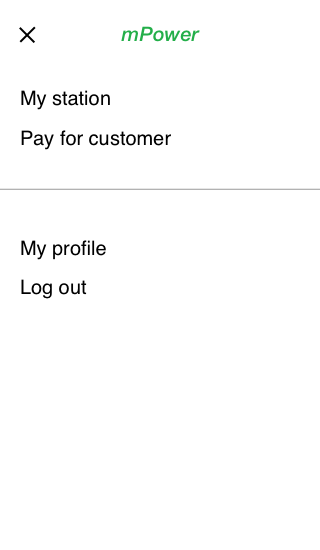 mPower
My station
Pay for customer
My profile
Log out